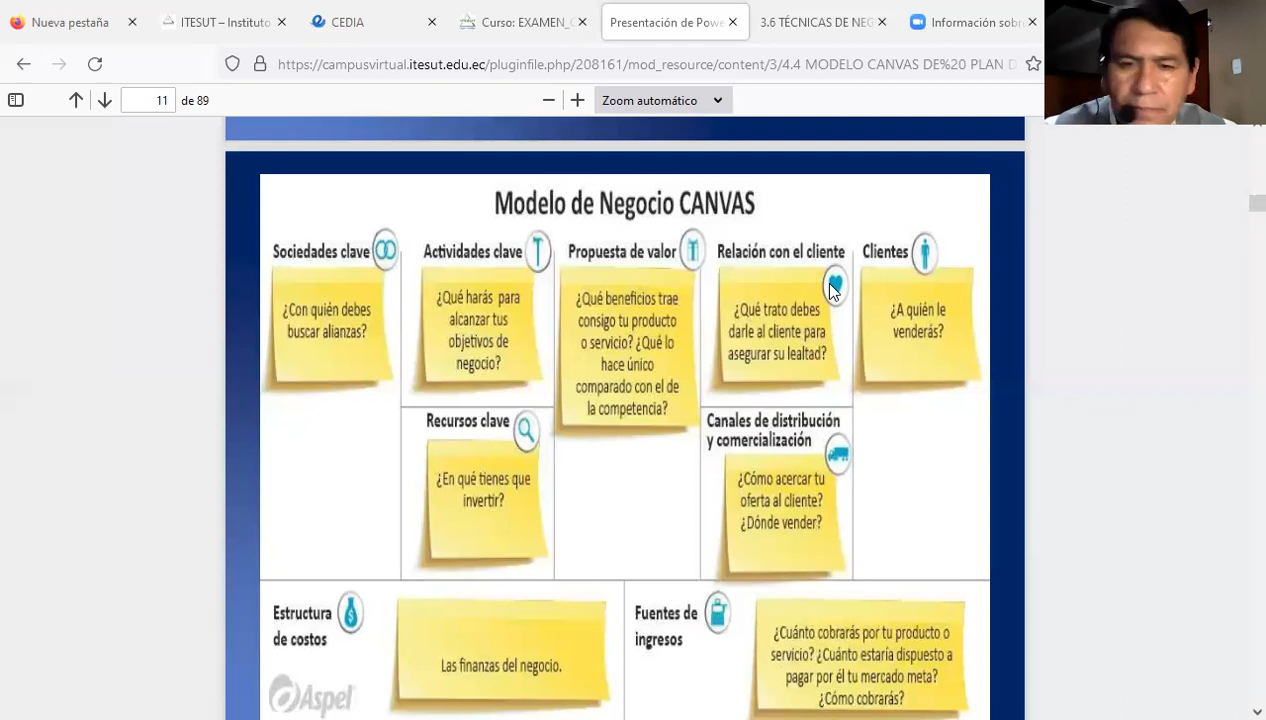 Nueva pestaña
ITESUT – Instituto
CEDIA
Curso: EXAMEN_
Presentación de Powe
3.6 TÉCNICAS DE NEG
Información sob
https://campusvirtual.itesut.edu.ec/pluginfile.php/208161/mod_resource/content/3/4.4 MODELO CANVAS DE%20 PLAN D
11 de 89
Zoom automático
Modelo de Negocio CANVAS
Sociedades clave
¿Con quién debes
buscar alianzas?
Actividades clave
¿Qué harás para
alcanzar tus
objetivos de
negocio?
Propuesta de valor
¿Qué beneficios trae
consigo tu producto
o servicio? ¿Qué lo
hace único
comparado con el de
la competencia?
Relación con el cliente
¿Qué trato debes
darle al cliente para
asegurar su lealtad?
Clientes
¿A quién le
venderás?
Recursos clave
¿En qué tienes que
invertir?
Canales de distribución
y comercialización
¿Cómo acercar tu
oferta al cliente?
¿Dónde vender?
Estructura
de costos
Las finanzas del negocio.
Fuentes de
ingresos
¿Cuánto cobrarás por tu producto o
servicio? ¿Cuánto estaría dispuesto a
pagar por él tu mercado meta?
¿Cómo cobrarás?
Aspel